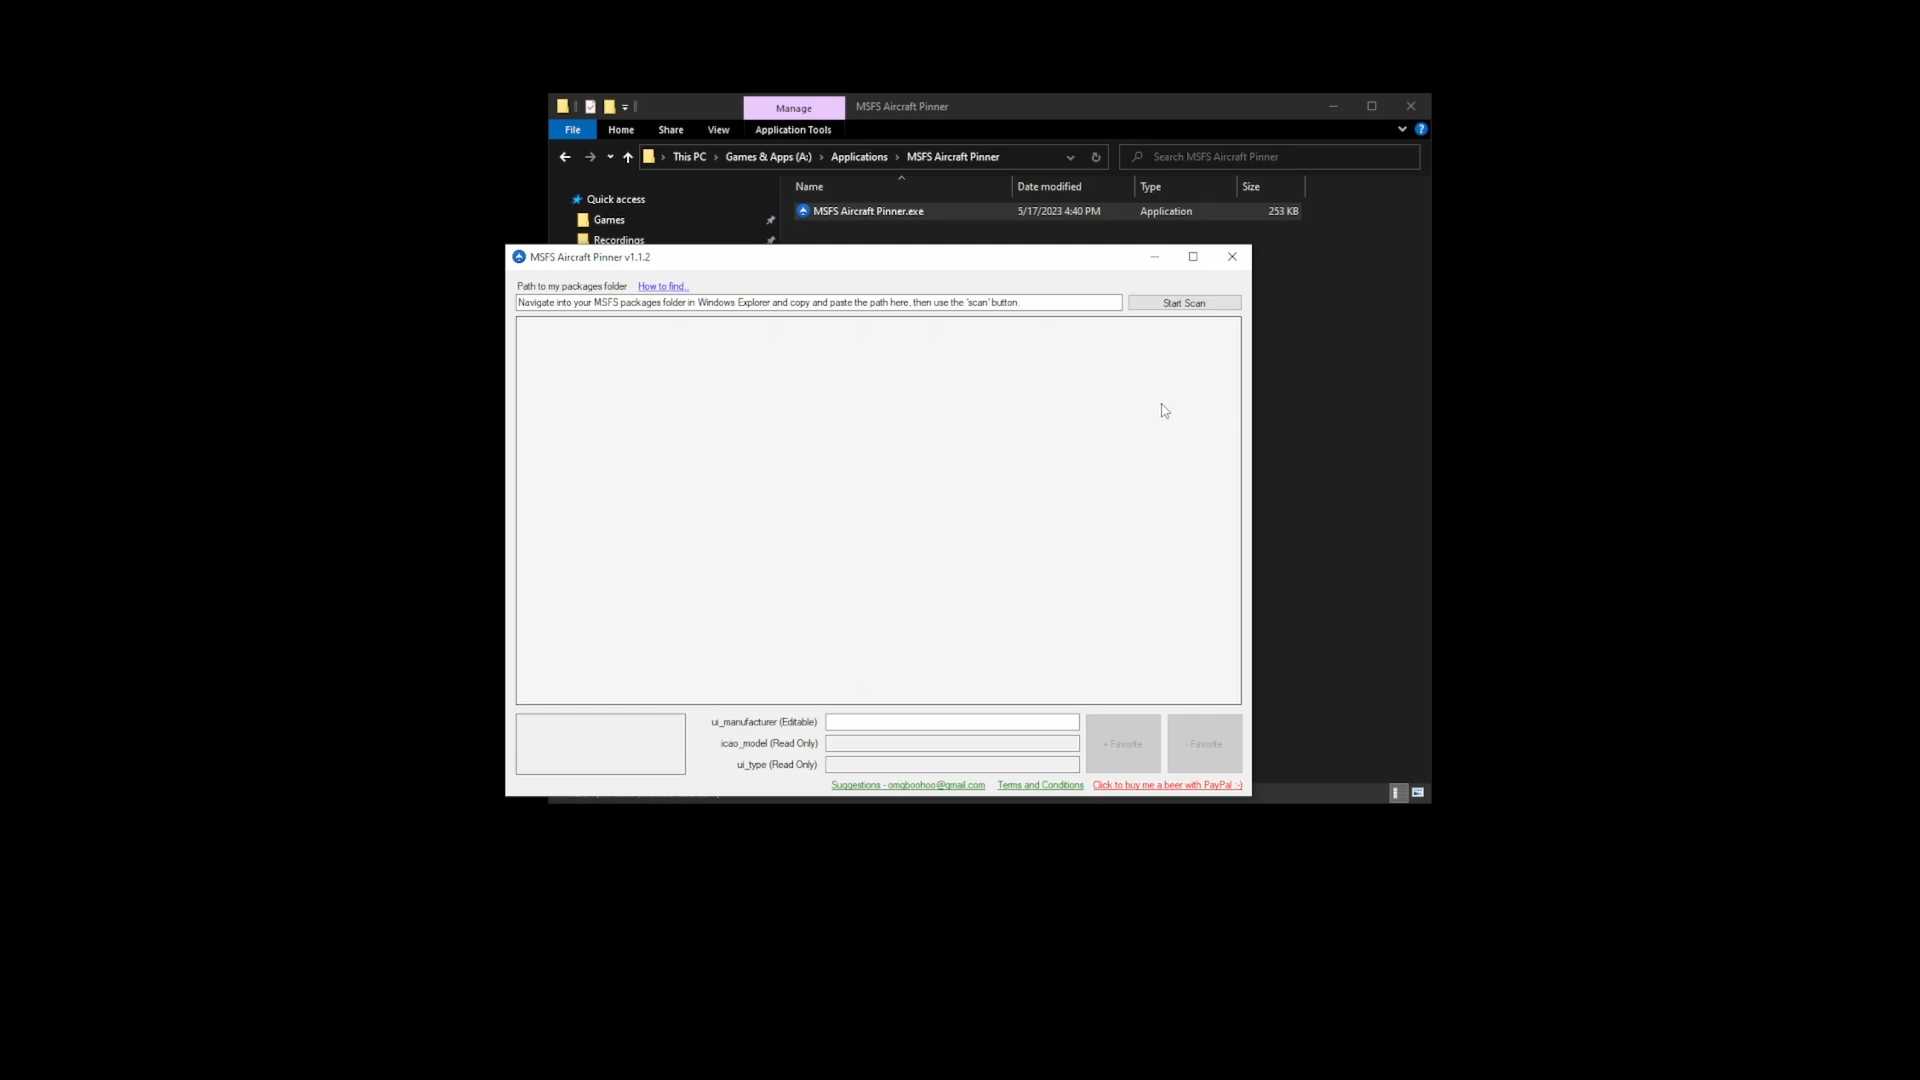 Manage
MSFS Aircraft Pinner
File
Home
Share
View
Application Tools
This PC > Games & Apps (A:) > Applications > MSFS Aircraft Pinner
Search MSFS Aircraft Pinner
Name
Date modified
Type
Size
Quick access
Games
Recordings
MSFS Aircraft Pinner.exe
5/17/2023 4:40 PM
Application
253 KB
MSFS Aircraft Pinner v1.1.2
Path to my packages folder
How to find..
Navigate into your MSFS packages folder in Windows Explorer and copy and paste the path here, then use the 'scan' button.
Start Scan
ui_manufacturer (Editable)
icao_model (Read Only)
ui_type (Read Only)
+ Favorite
- Favorite
Suggestions - omgboohoo@gmail.com
Terms and Conditions
Click to buy me a beer with PayPal :-)